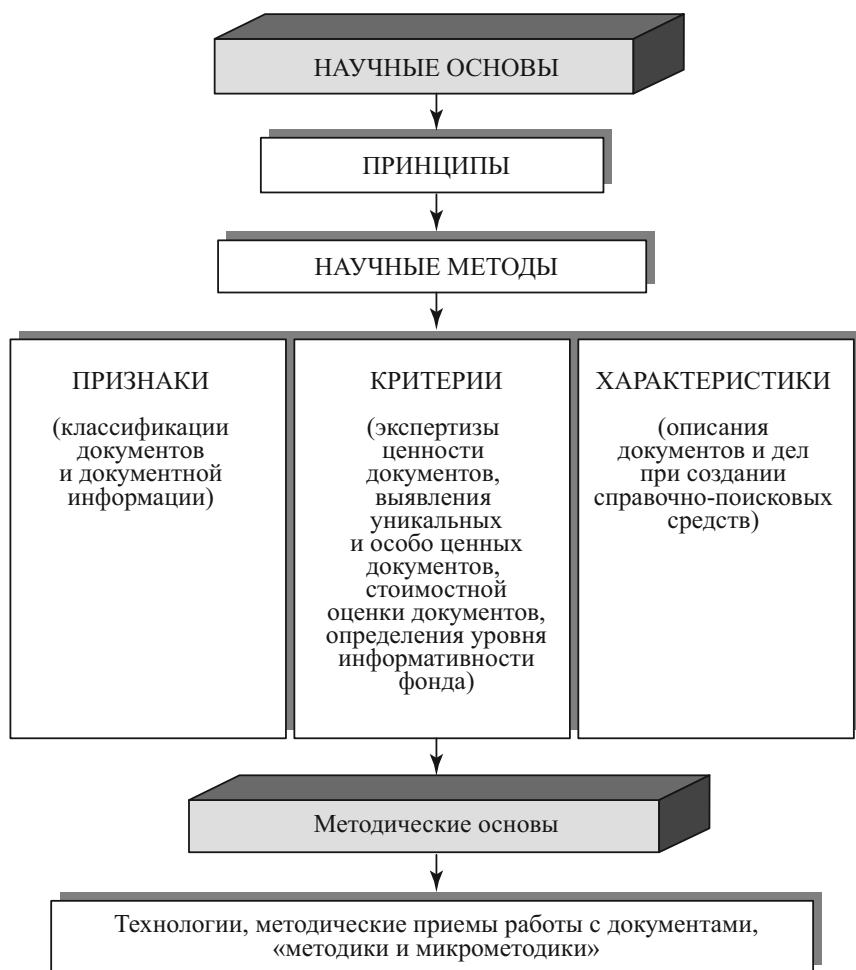 НАУЧНЫЕ ОСНОВЫ
ПРИНЦИПЫ
НАУЧНЫЕ МЕТОДЫ
ПРИЗНАКИ
(классификации
документов
и документной
информации)
КРИТЕРИИ
(экспертизы
ценности
документов,
выявления
уникальных
и особо ценных
документов,
стоимостной
оценки документов,
определения уровня
информативности
фонда)
ХАРАКТЕРИСТИКИ
(описания
документов и дел
при создании
справочно-поисковых
средств)
Методические основы
Технологии, методические приемы работы с документами,
«методики и микрометодики»